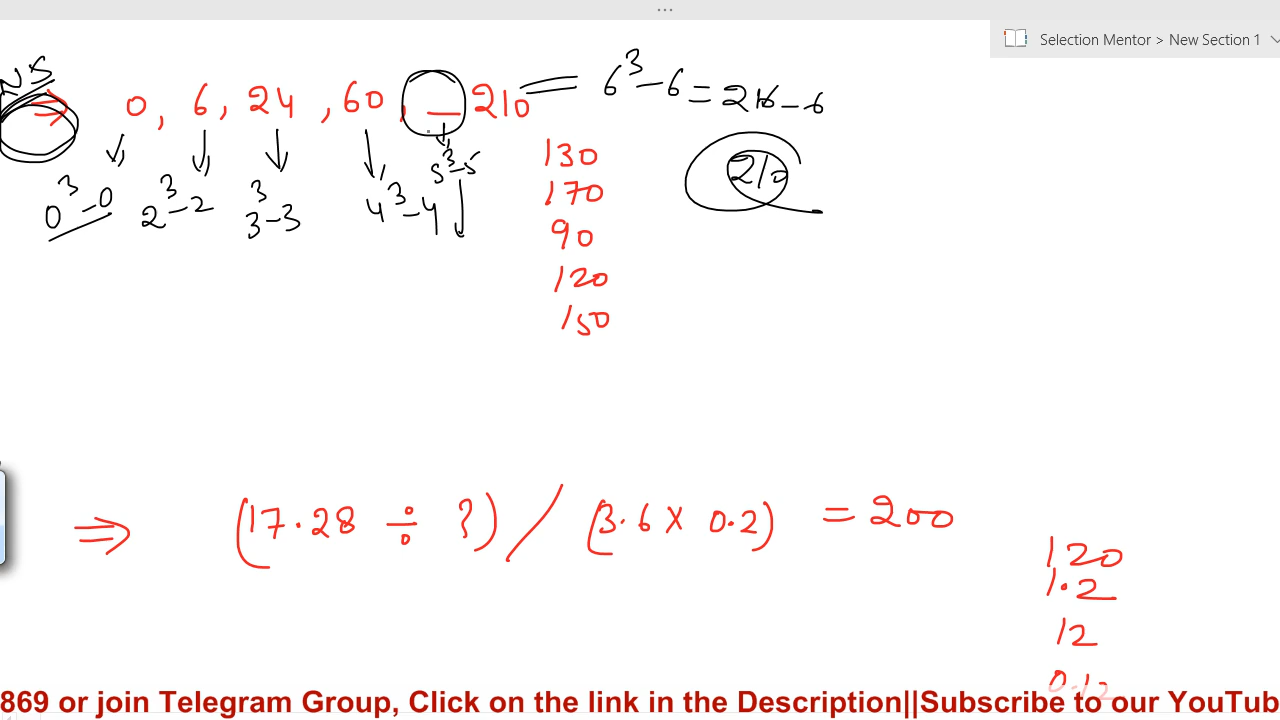 Selection Mentor > New Section 1
NS
⇒ 0, 6, 24, 60, _ 210 = 6³-6 = 216-6
210
0³-0 2³-2 3³-3 4³-4 5³-5
130
170
90
120
150
⇒ (17.28 ÷ ?) / (3.6 X 0.2) = 200
120
1.2
12
0.12
869 or join Telegram Group, Click on the link in the Description||Subscribe to our YouTub